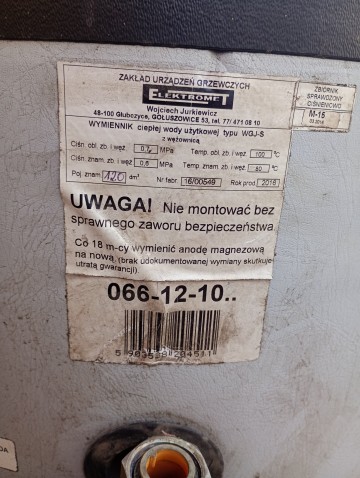 ZAKŁAD URZĄDZEŃ GRZEWCZYCH
ELEKTROMET
Wojciech Jurkiewicz
48-100 Głubczyce, GOLUSZOWICE 53, tel. 77/ 471 08 10
WYMIENNIK ciepłej wody użytkowej typu WGJ-S
z wężownicą
Ciśn. obl. zb. i węż. 0,7 MPa Temp. obl. zb. i węż. 100 °C
Ciśn. znam. zb. i węż. 0,6 MPa Temp. znam. zb. i węż. 80 °C
Poj. znam. 120 dm³ Nr fabr. 16/00549 Rok prod. 2016
UWAGA! Nie montować bez
sprawnego zaworu bezpieczeństwa
Co 18 m-cy wymienić anodę magnezową
na nową (brak udokumentowanej wymiany skutkuje
utratą gwarancji).
066-12-10..
ZBIORNIK
SPRAWDZONY
CIŚNIENIOWO
M-15